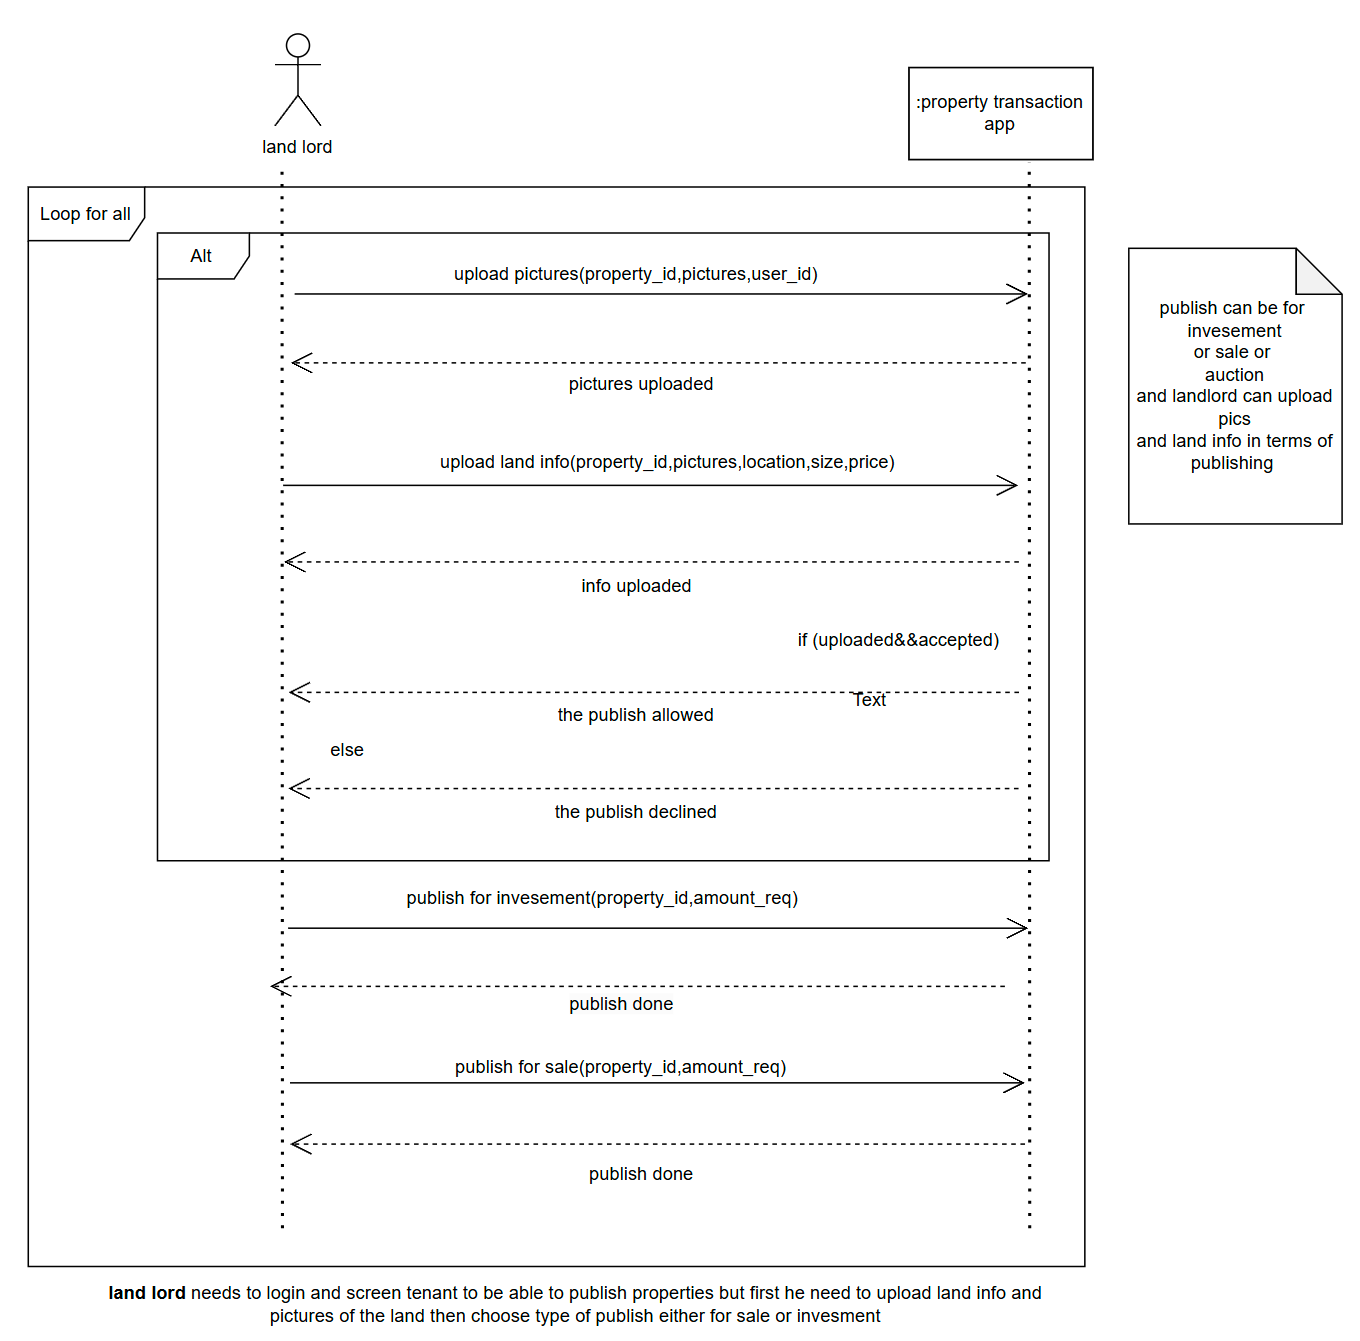 land lord
:property transaction
app
Loop for all
Alt
upload pictures(property_id,pictures,user_id)
pictures uploaded
upload land info(property_id,pictures,location,size,price)
info uploaded
if (uploaded&&accepted)
Text
the publish allowed
else
the publish declined
publish for invesement(property_id,amount_req)
publish done
publish for sale(property_id,amount_req)
publish done
publish can be for
invesement
or sale or
auction
and landlord can upload
pics
and land info in terms of
publishing
land lord needs to login and screen tenant to be able to publish properties but first he need to upload land info and
pictures of the land then choose type of publish either for sale or invesment